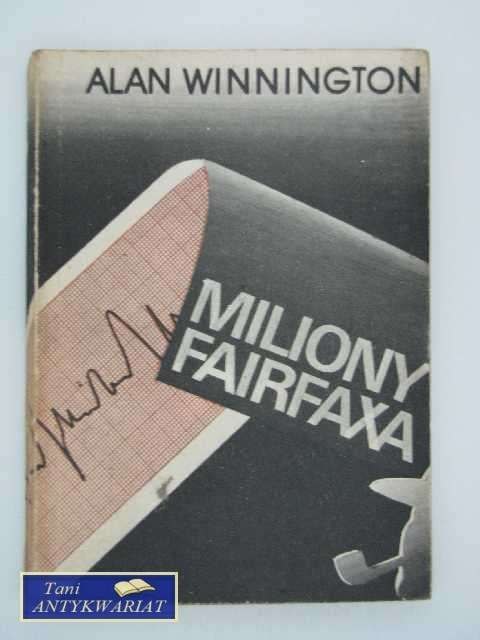 ALAN WINNINGTON
MILIONY
FAIRFAXA
Tani
ANTYKWARIAT